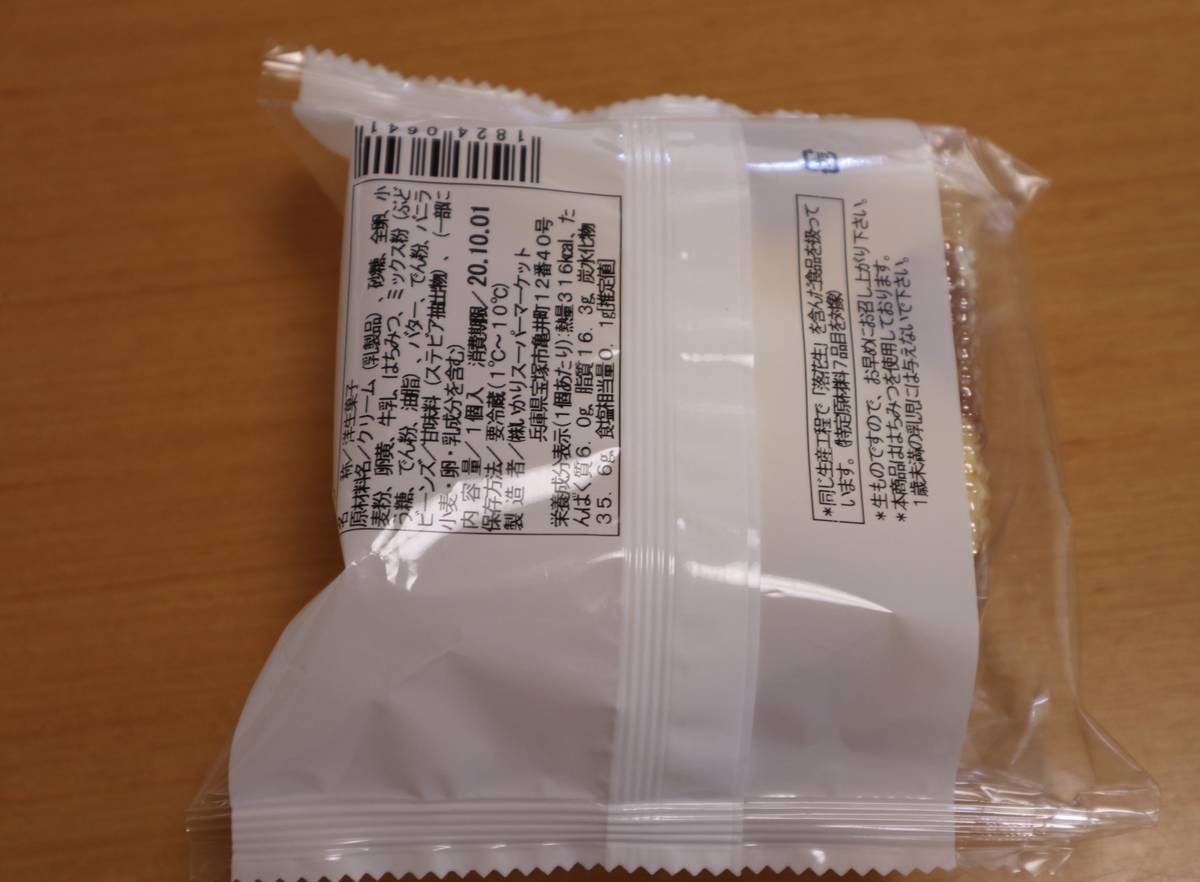 18240641
名　　称／洋生菓子
原材料名／クリーム（乳製品）、砂糖、全卵、小
麦粉、卵黄、牛乳、はちみつ、ミックス粉（ぶど
う糖、でん粉、油脂）、バター、でん粉、バニラ
ビーンズ／甘味料（ステビア抽出物）、（一部に
小麦・卵・乳成分を含む）
内 容 量／１個入　消費期限／20.10.01
保存方法／要冷蔵（１℃～１０℃）
製 造 者／㈱いかりスーパーマーケット
兵庫県宝塚市亀井町１２番４０号
栄養成分表示（１個あたり）：熱量３１６kcal、た
んぱく質６．０g　脂質１６．３g　炭水化物
３５．６g　食塩相当量０．１g［推定値］
＊同じ生産工程で「落花生」を含んだ食品を扱って
います。（特定原材料７品目を対象）
＊生ものですので、お早めにお召し上がり下さい。
＊本商品ははちみつを使用しております。
１歳未満の乳児には与えないで下さい。